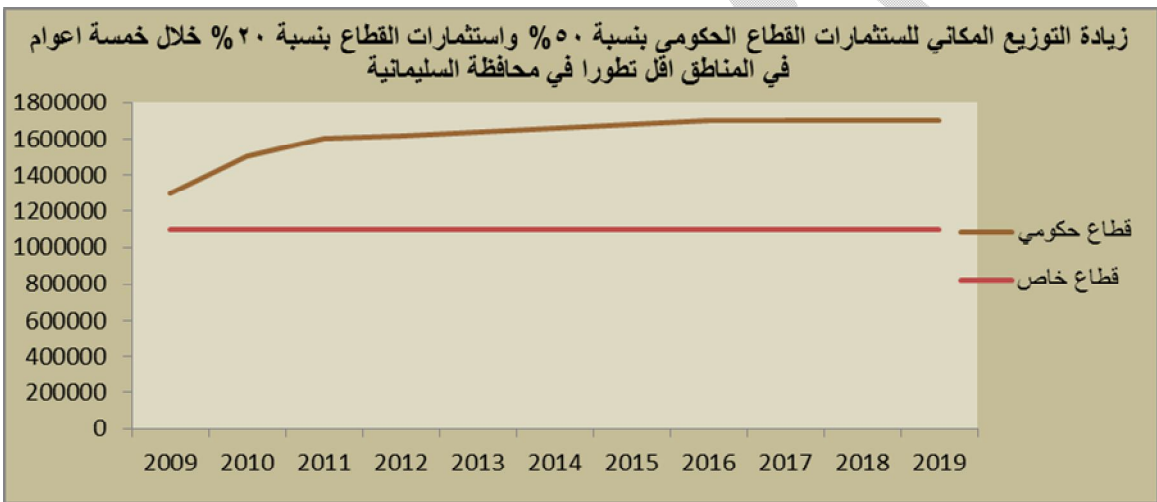 زيادة التوزيع المكاني للستثمارات القطاع الحكومي بنسبة ٥٠% واستثمارات القطاع بنسبة ٢٠% خلال خمسة اعوام
في المناطق اقل تطورا في محافظة السليمانية
1800000
1600000
1400000
1200000
1000000
800000
600000
400000
200000
0
قطاع حكومي
قطاع خاص
2009 2010 2011 2012 2013 2014 2015 2016 2017 2018 2019